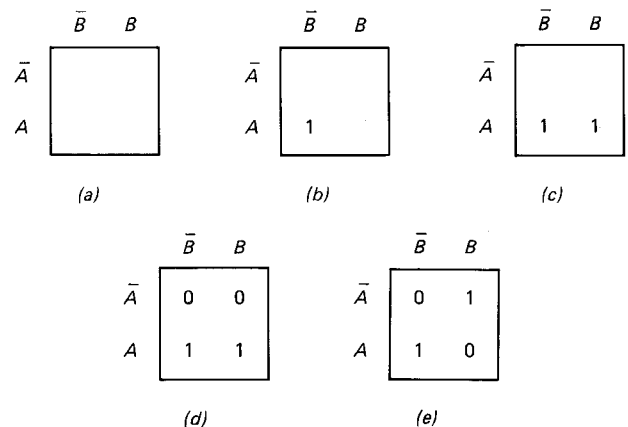 B̅ B B̅ B B̅ B
A̅ A̅ A̅
A A 1 A 1 1
(a) (b) (c)
B̅ B B̅ B
A̅ 0 0 A̅ 0 1
A 1 1 A 1 0
(d) (e)